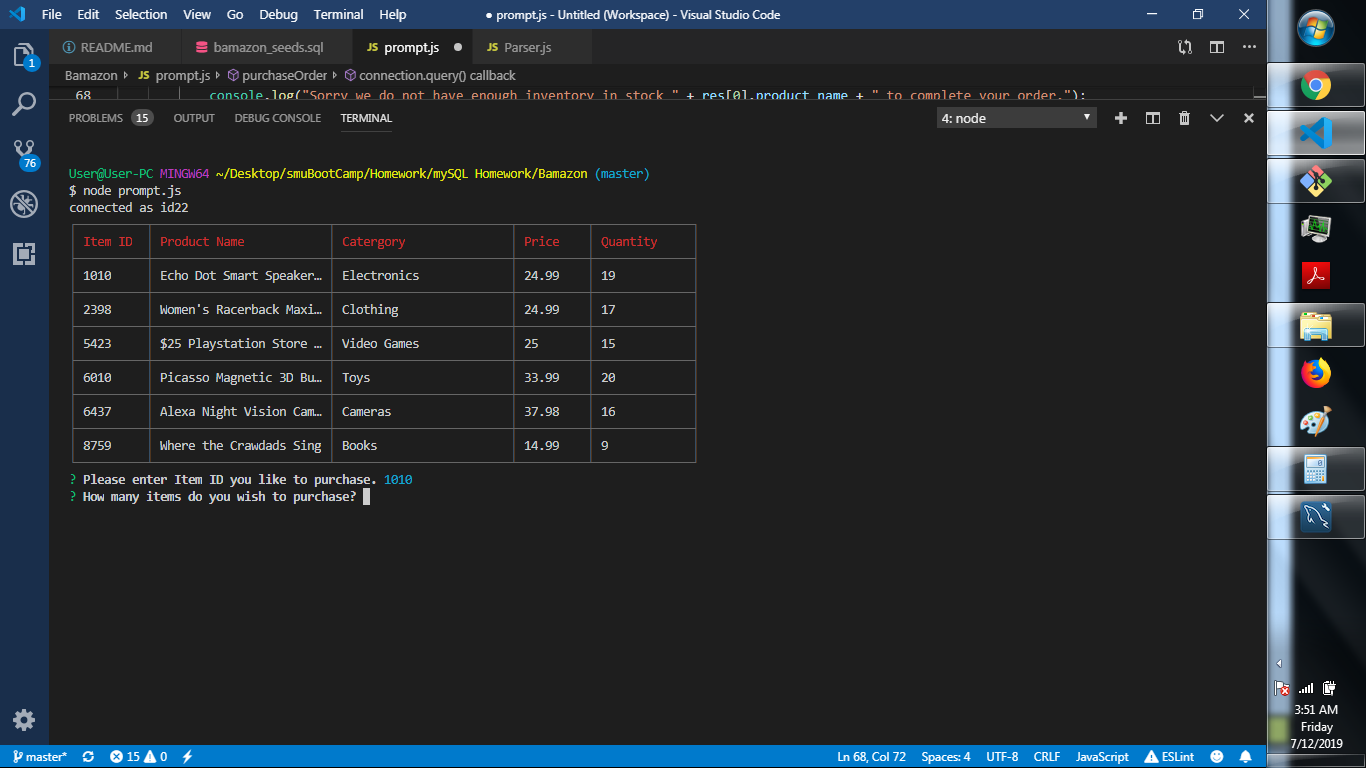 File Edit Selection View Go Debug Terminal Help ● prompt.js - Untitled (Workspace) - Visual Studio Code
README.md bamazon_seeds.sql JS prompt.js ● JS Parser.js
Bamazon JS prompt.js purchaseOrder connection.query() callback
68 console.log("Sorry we do not have enough inventory in stock " + res[0].product_name + " to complete your order.");
PROBLEMS 15 OUTPUT DEBUG CONSOLE TERMINAL 4: node
User@User-PC MINGW64 ~/Desktop/smuBootCamp/Homework/mySQL Homework/Bamazon (master)
$ node prompt.js
connected as id22
Item ID Product Name Catergory Price Quantity
1010 Echo Dot Smart Speaker… Electronics 24.99 19
2398 Women's Racerback Maxi… Clothing 24.99 17
5423 $25 Playstation Store … Video Games 25 15
6010 Picasso Magnetic 3D Bu… Toys 33.99 20
6437 Alexa Night Vision Cam… Cameras 37.98 16
8759 Where the Crawdads Sing Books 14.99 9
? Please enter Item ID you like to purchase. 1010
? How many items do you wish to purchase?
1
76
3:51 AM
Friday
7/12/2019
master* 15 0 Ln 68, Col 72 Spaces: 4 UTF-8 CRLF JavaScript ESLint